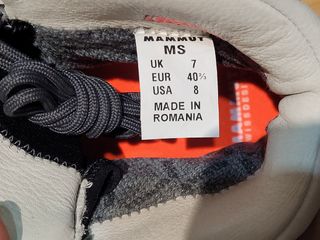 MAMMUT
MS
UK 7
EUR 40⅔
USA 8
MADE IN
ROMANIA